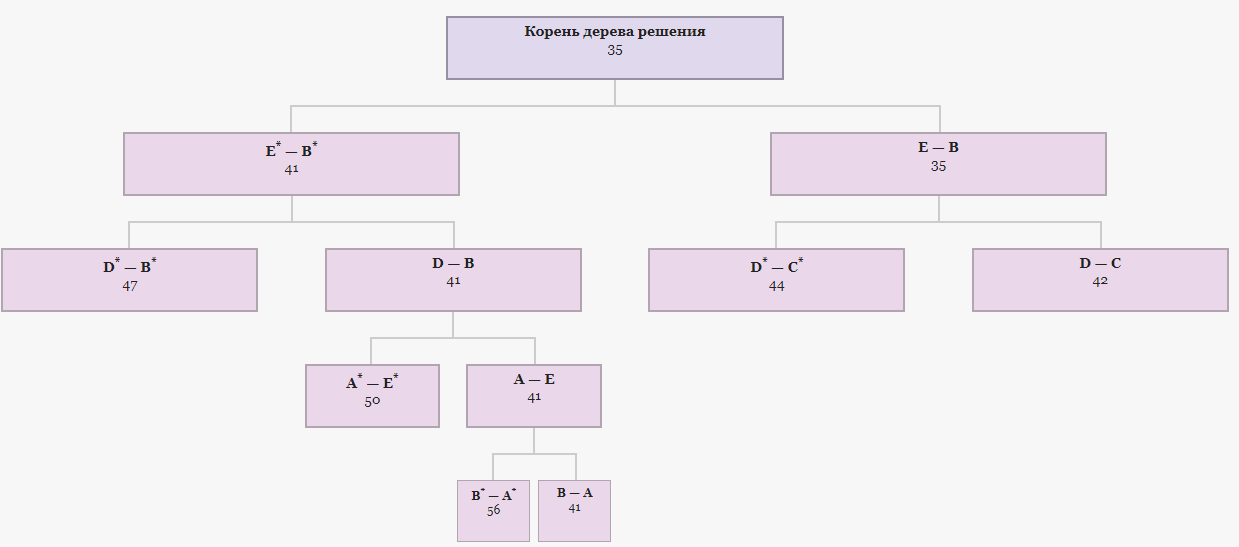 Корень дерева решения
35
E* — B*
41
E — B
35
D* — B*
47
D — B
41
D* — C*
44
D — C
42
A* — E*
50
A — E
41
B* — A*
56
B — A
41